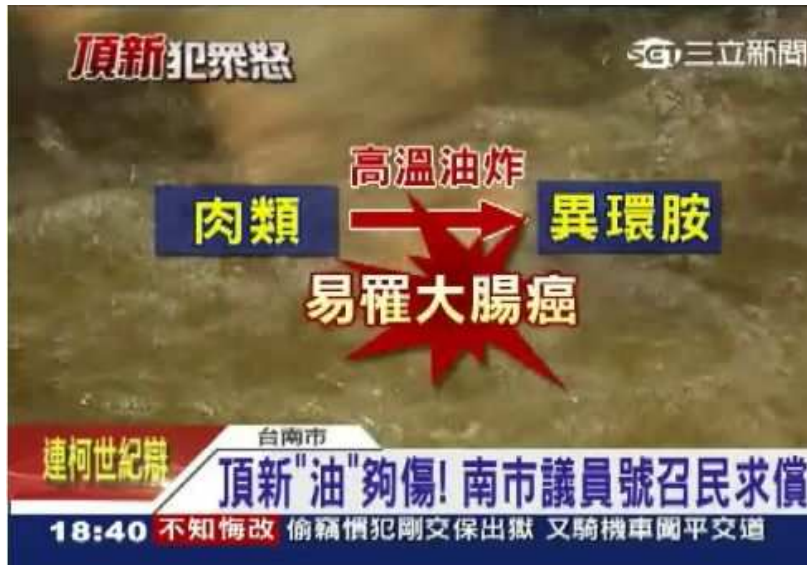 頂新犯眾怒
SET三立新聞
高溫油炸
肉類
異環胺
易罹大腸癌
連柯世紀辯
台南市
頂新"油"夠傷! 南市議員號召民求償
18:40 不知悔改 偷竊慣犯剛交保出獄 又騎機車闖平交道